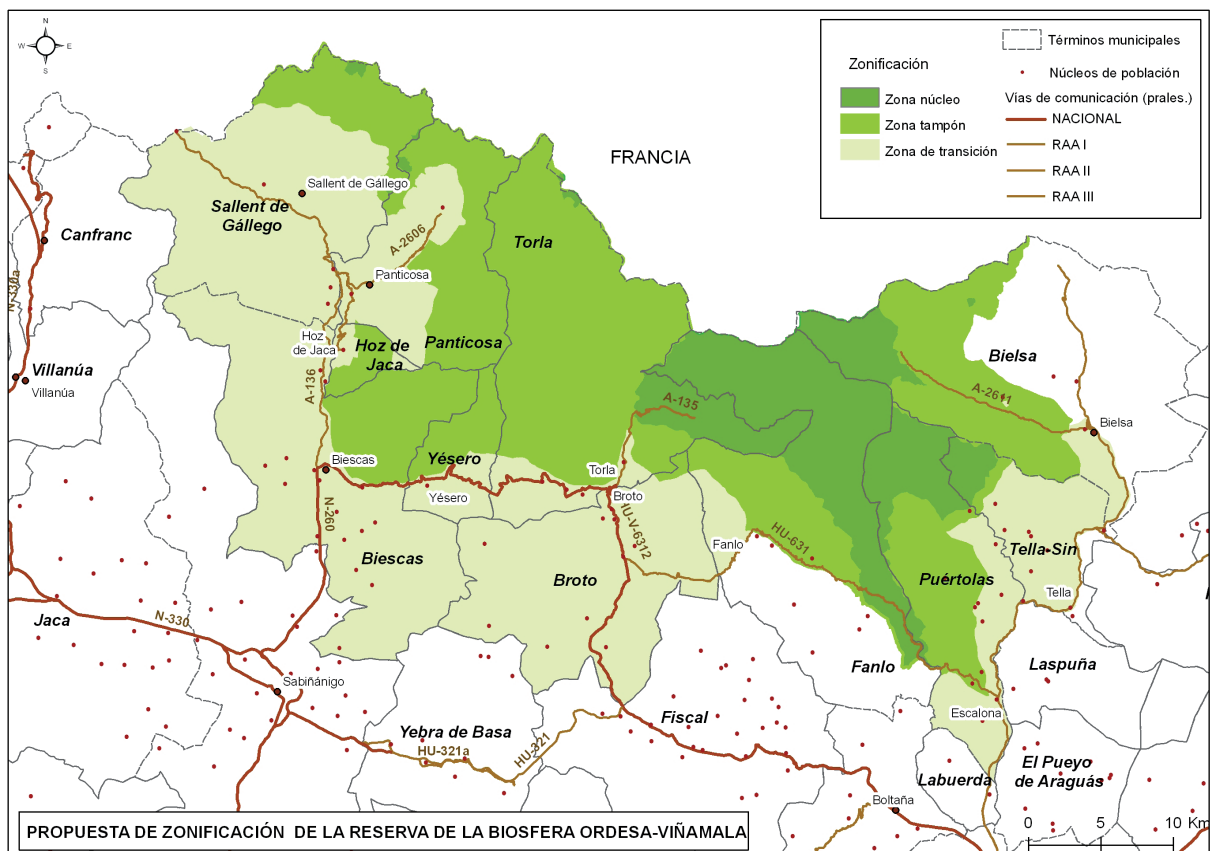 N
W
E
S
Zonificación
Zona núcleo
Zona tampón
Zona de transición
Términos municipales
Núcleos de población
Vías de comunicación (prales.)
NACIONAL
RAA I
RAA II
RAA III
FRANCIA
Sallent de Gállego
Sallent de
Gállego
Canfranc
Torla
A-2606
Panticosa
N-330a
Hoz
de Jaca
Hoz de
Jaca
Panticosa
Bielsa
Villanúa
Villanúa
A-136
A-135
A-2611
Bielsa
Biescas
Yésero
Torla
Yésero
Broto
N-260
HU-V-6312
Fanlo
HU-631
Biescas
Broto
Tella-Sin
Puértolas
Tella
Jaca
N-330
Fanlo
Laspuña
Sabiñánigo
Escalona
Yebra de Basa
Fiscal
HU-321a
HU-321
Labuerda
El Pueyo
de Araguás
Boltaña
PROPUESTA DE ZONIFICACIÓN DE LA RESERVA DE LA BIOSFERA ORDESA-VIÑAMALA
0 5 10 Km